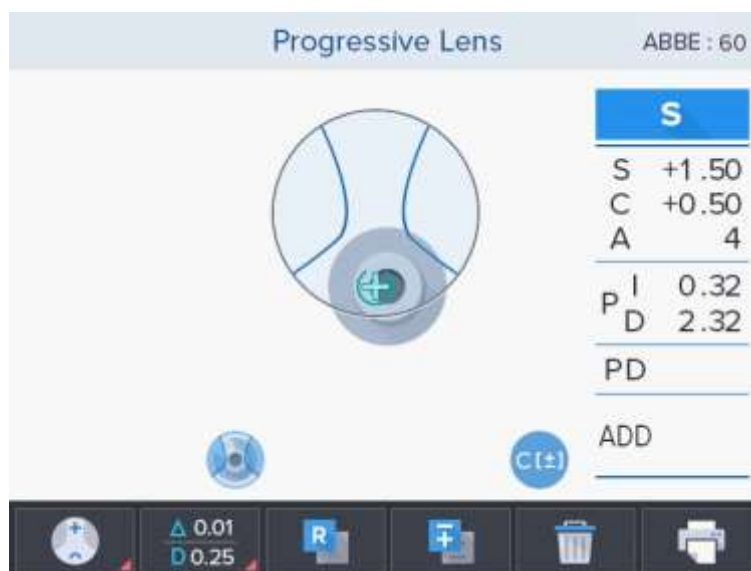 Progressive Lens
ABBE : 60
S
S +1.50
C +0.50
A 4
P I 0.32
D 2.32
PD
ADD
C(±)
Δ 0.01
D 0.25
R